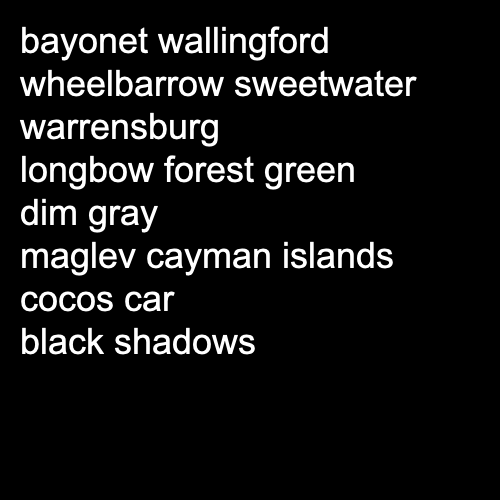 bayonet wallingford
wheelbarrow sweetwater
warrensburg
longbow forest green
dim gray
maglev cayman islands
cocos car
black shadows